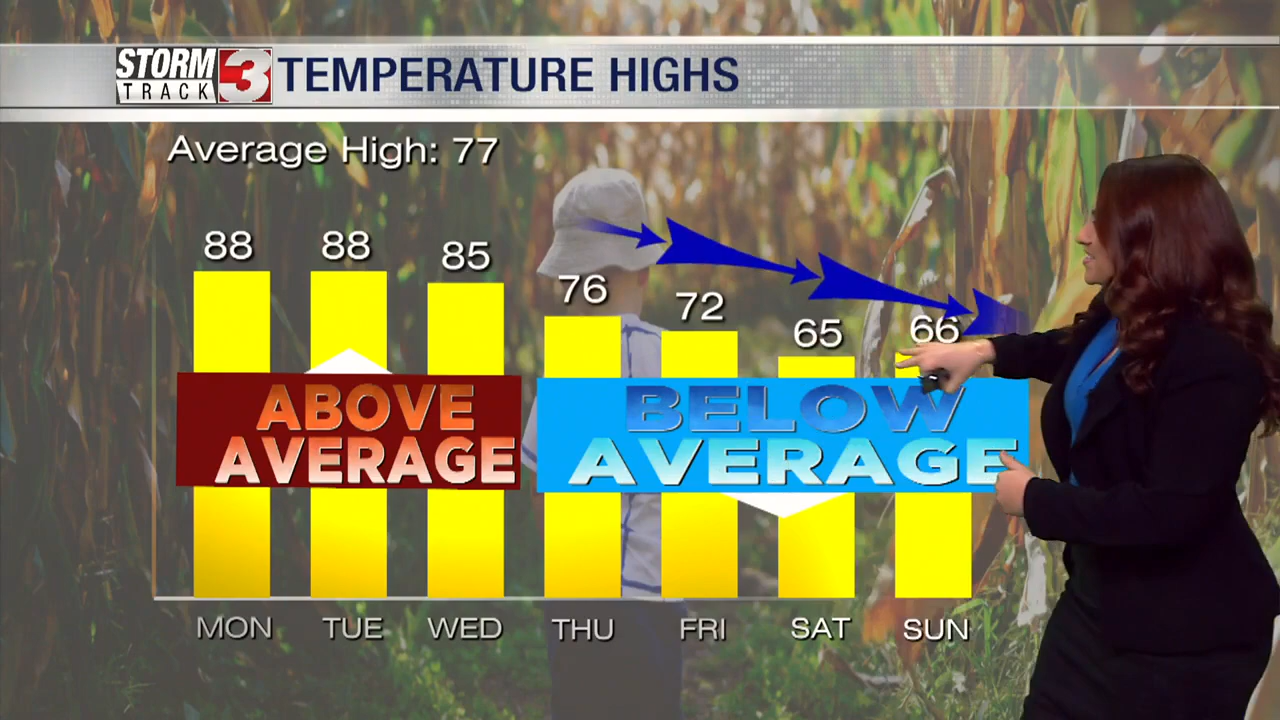 STORM TRACK 3 TEMPERATURE HIGHS
Average High: 77
88 88 85 76 72 65 66
ABOVE
AVERAGE
BELOW
AVERAGE
MON TUE WED THU FRI SAT SUN